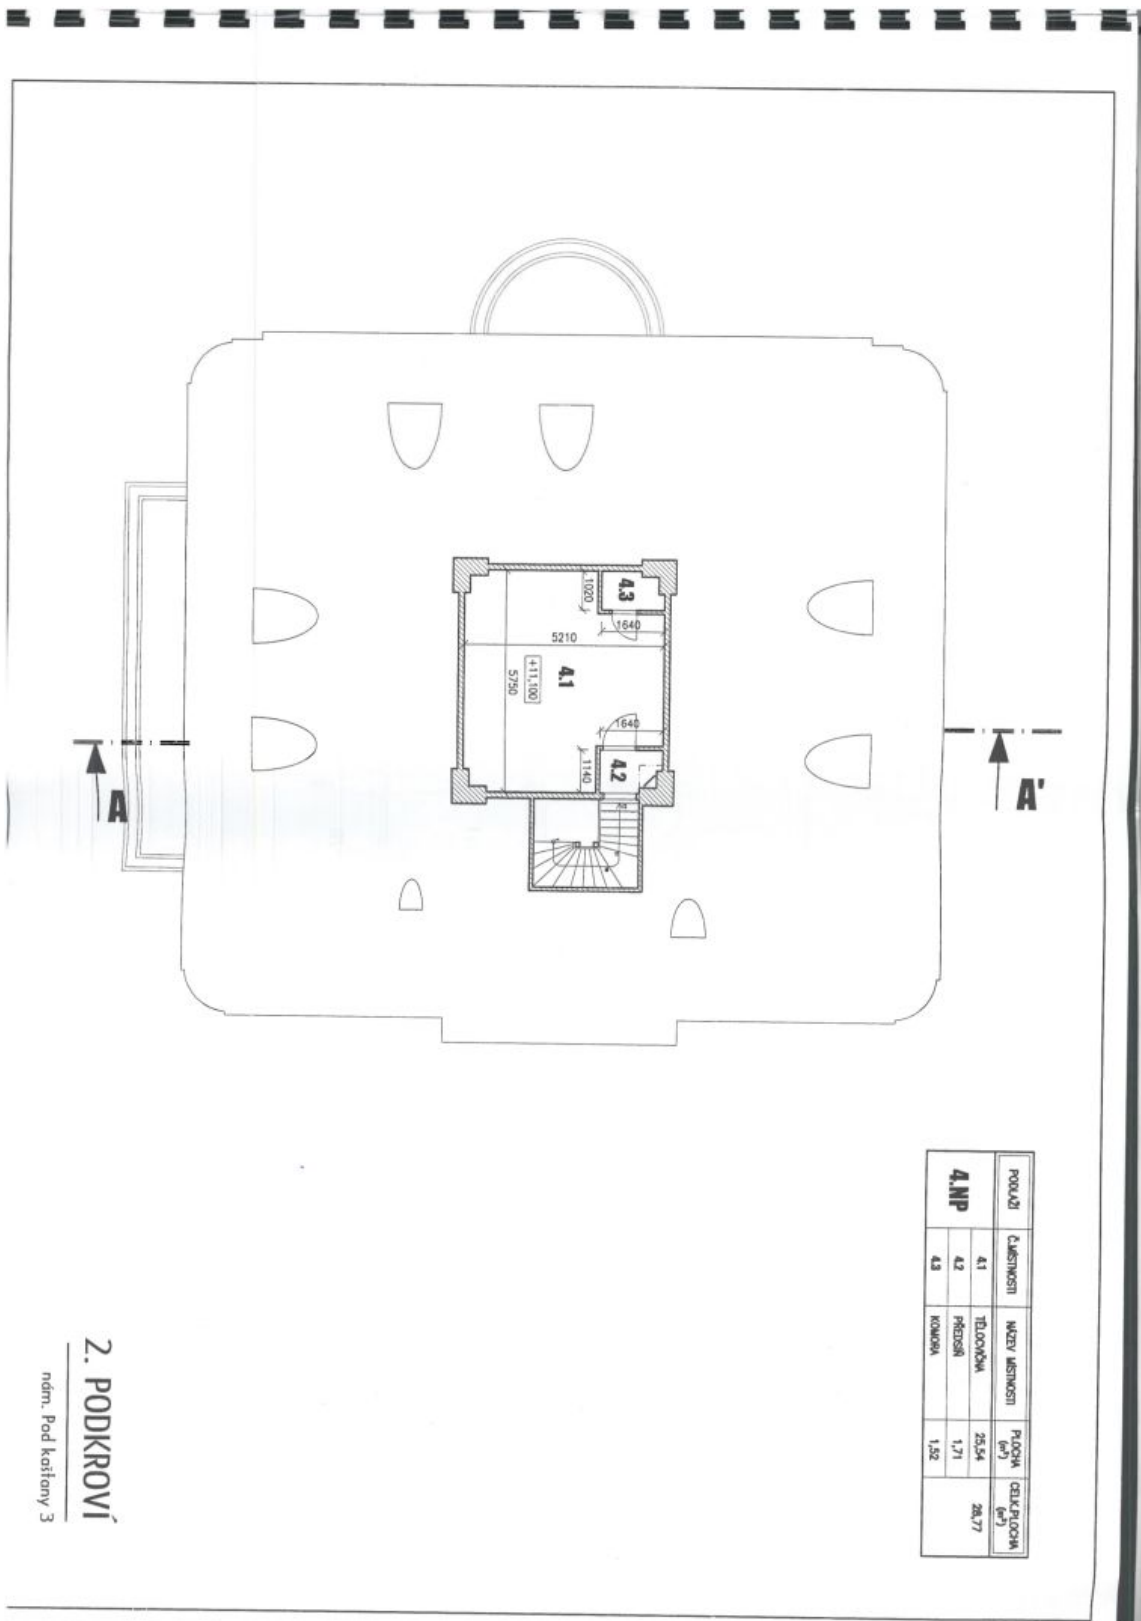 4.3
1020
1640
5210
4.1
+11,100
5750
1640
4.2
1140
A
A'
PODLAŽÍ Č.MÍSTNOSTI NÁZEV MÍSTNOSTI PLOCHA (m²) CELK.PLOCHA (m²)
4.NP
4.1 TĚLOCVIČNA 25,54 28,77
4.2 PŘEDSÍŇ 1,71
4.3 KOMORA 1,52
2. PODKROVÍ
nám. Pod kaštany 3